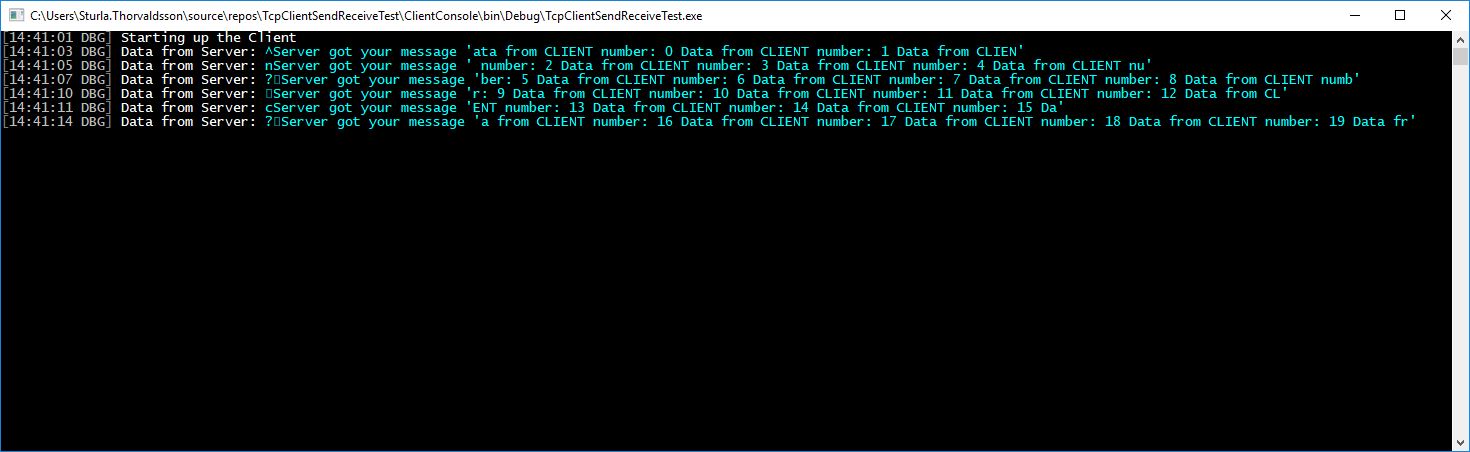 C:\Users\Sturla.Thorvaldsson\source\repos\TcpClientSendReceiveTest\ClientConsole\bin\Debug\TcpClientSendReceiveTest.exe
[14:41:01 DBG] Starting up the Client
[14:41:03 DBG] Data from Server: ^Server got your message 'ata from CLIENT number: 0 Data from CLIENT number: 1 Data from CLIEN'
[14:41:05 DBG] Data from Server: nServer got your message ' number: 2 Data from CLIENT number: 3 Data from CLIENT number: 4 Data from CLIENT nu'
[14:41:07 DBG] Data from Server: ?▯Server got your message 'ber: 5 Data from CLIENT number: 6 Data from CLIENT number: 7 Data from CLIENT number: 8 Data from CLIENT numb'
[14:41:10 DBG] Data from Server: ▯Server got your message 'r: 9 Data from CLIENT number: 10 Data from CLIENT number: 11 Data from CLIENT number: 12 Data from CL'
[14:41:11 DBG] Data from Server: cServer got your message 'ENT number: 13 Data from CLIENT number: 14 Data from CLIENT number: 15 Da'
[14:41:14 DBG] Data from Server: ?▯Server got your message 'a from CLIENT number: 16 Data from CLIENT number: 17 Data from CLIENT number: 18 Data from CLIENT number: 19 Data fr'